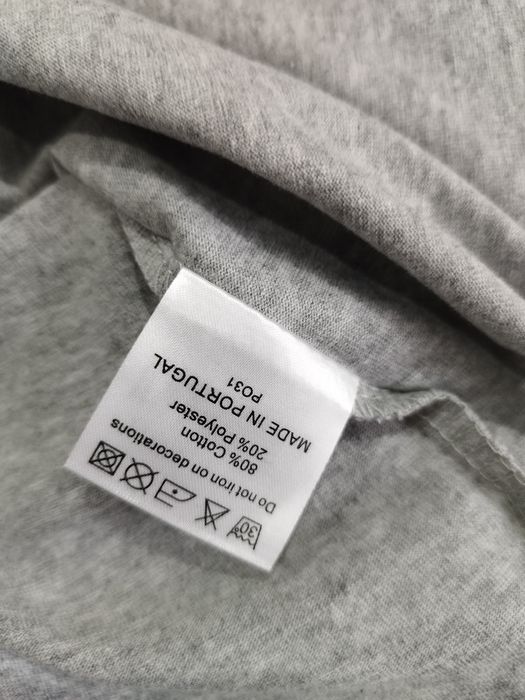 30°
Do not iron on decorations
80% Cotton
20% Polyester
MADE IN PORTUGAL
P031